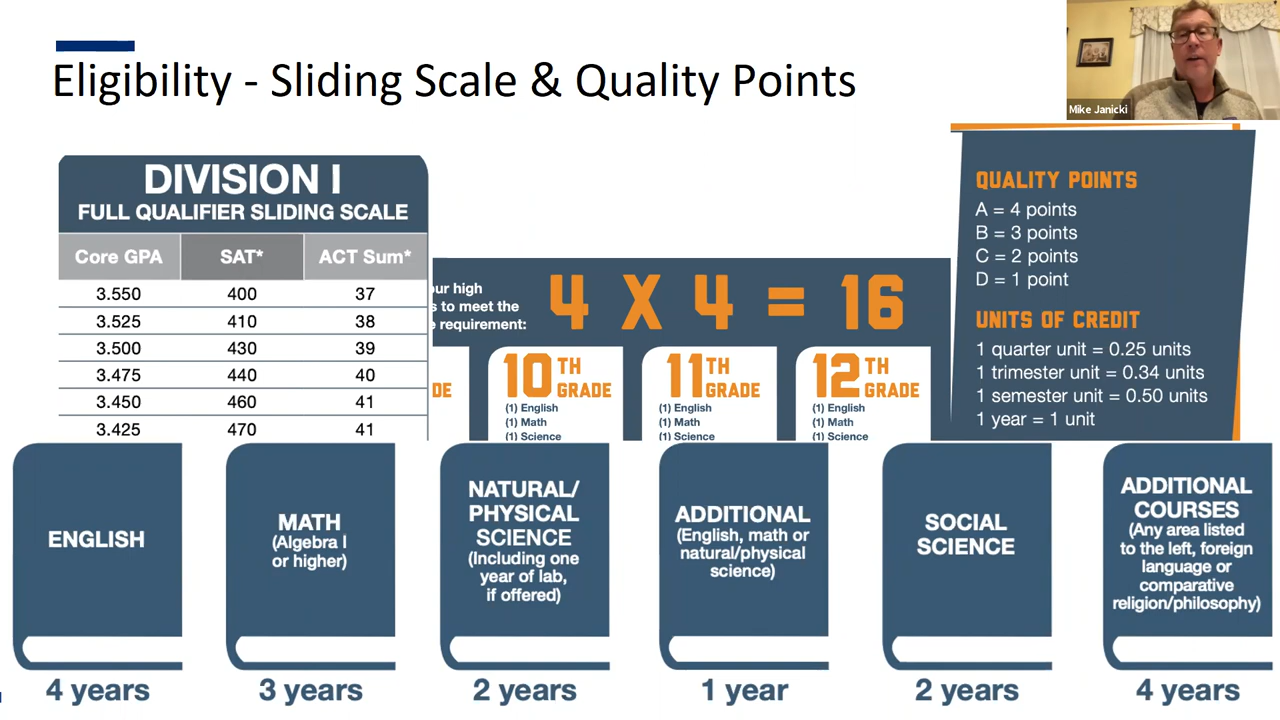 Eligibility - Sliding Scale & Quality Points
Mike Janicki
DIVISION I
FULL QUALIFIER SLIDING SCALE
Core GPA SAT* ACT Sum*
3.550 400 37
3.525 410 38
3.500 430 39
3.475 440 40
3.450 460 41
3.425 470 41
high
s to meet the
requirement:
4 X 4 = 16
DE
10TH GRADE
(1) English
(1) Math
(1) Science
11TH GRADE
(1) English
(1) Math
(1) Science
12TH GRADE
(1) English
(1) Math
(1) Science
QUALITY POINTS
A = 4 points
B = 3 points
C = 2 points
D = 1 point
UNITS OF CREDIT
1 quarter unit = 0.25 units
1 trimester unit = 0.34 units
1 semester unit = 0.50 units
1 year = 1 unit
ENGLISH
4 years
MATH
(Algebra I
or higher)
3 years
NATURAL/
PHYSICAL
SCIENCE
(Including one
year of lab,
if offered)
2 years
ADDITIONAL
(English, math or
natural/physical
science)
1 year
SOCIAL
SCIENCE
2 years
ADDITIONAL
COURSES
(Any area listed
to the left, foreign
language or
comparative
religion/philosophy)
4 years